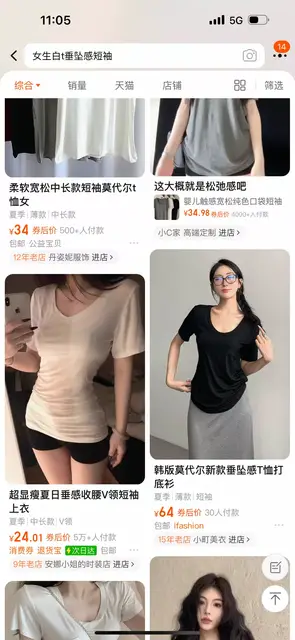 11:05
5G
女生白t垂坠感短袖
14
综合
销量
天猫
店铺
筛选
柔软宽松中长款短袖莫代尔t
恤女
夏季 | 薄款 | 中长款
¥34 券后价 500+人付款
包邮 公益宝贝
12年老店 丹姿妮服饰 进店>
这大概就是松弛感吧
婴儿触感宽松纯色口袋短袖
¥34.98 券后价 4000+人付款
小C家 高端定制 进店>
超显瘦夏日垂感收腰V领短袖
上衣
夏季 | 中长款 | V领
¥24.01 券后价 5万+人付款
消费券 退货宝 次日达 包邮
9年老店 安娜小姐的时装店 进店>
韩版莫代尔新款垂坠感T恤打
底衫
夏季 | 薄款 | 短袖
¥64 券后价 30人付款
包邮 ifashion
15年老店 小町美衣 进店>